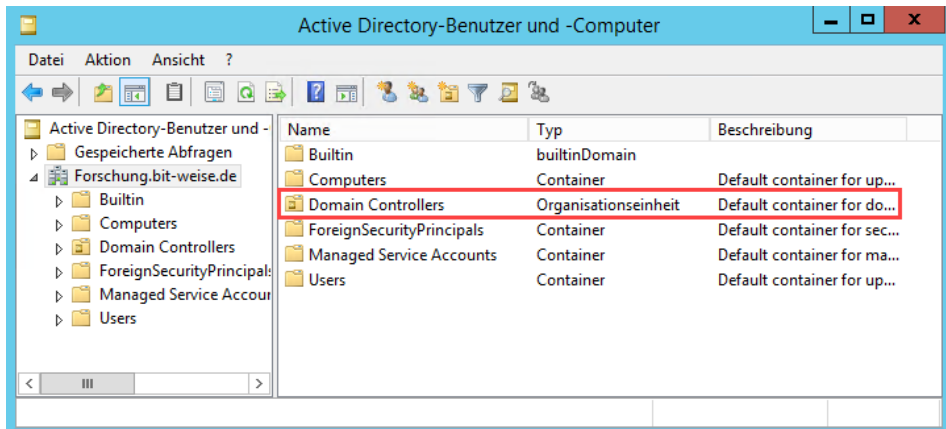 Active Directory-Benutzer und -Computer
Datei Aktion Ansicht ?
Active Directory-Benutzer und -
Gespeicherte Abfragen
Forschung.bit-weise.de
Builtin
Computers
Domain Controllers
ForeignSecurityPrincipals
Managed Service Accour
Users
Name Typ Beschreibung
Builtin builtinDomain
Computers Container Default container for up...
Domain Controllers Organisationseinheit Default container for do...
ForeignSecurityPrincipals Container Default container for sec...
Managed Service Accounts Container Default container for ma...
Users Container Default container for up...